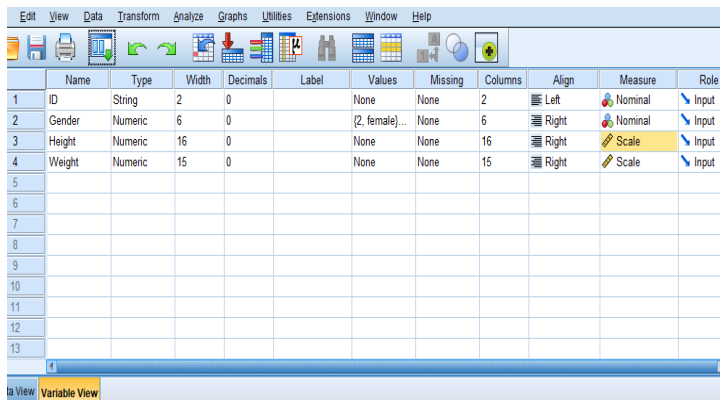 Edit View Data Transform Analyze Graphs Utilities Extensions Window Help
A
1 4
μ
Name Type Width Decimals Label Values Missing Columns Align Measure Role
1 ID String 2 0 None None 2 Left Nominal Input
2 Gender Numeric 6 0 {2, female}... None 6 Right Nominal Input
3 Height Numeric 16 0 None None 16 Right Scale Input
4 Weight Numeric 15 0 None None 15 Right Scale Input
5
6
7
8
9
10
11
12
13
ta View Variable View